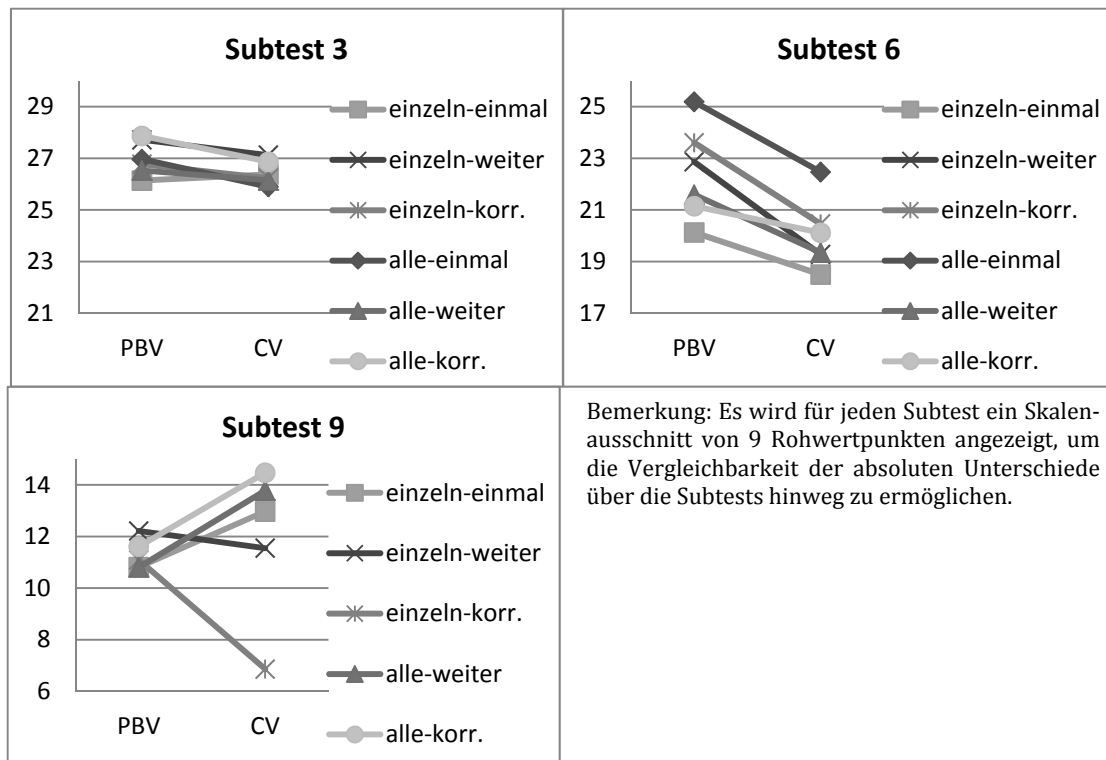 Subtest 3
29
27
25
23
21
PBV
CV
einzeln-einmal
einzeln-weiter
einzeln-korr.
alle-einmal
alle-weiter
alle-korr.
Subtest 6
25
23
21
19
17
PBV
CV
einzeln-einmal
einzeln-weiter
einzeln-korr.
alle-einmal
alle-weiter
alle-korr.
Subtest 9
14
12
10
8
6
PBV
CV
einzeln-einmal
einzeln-weiter
einzeln-korr.
alle-weiter
alle-korr.
Bemerkung: Es wird für jeden Subtest ein Skalen-
ausschnitt von 9 Rohwertpunkten angezeigt, um
die Vergleichbarkeit der absoluten Unterschiede
über die Subtests hinweg zu ermöglichen.